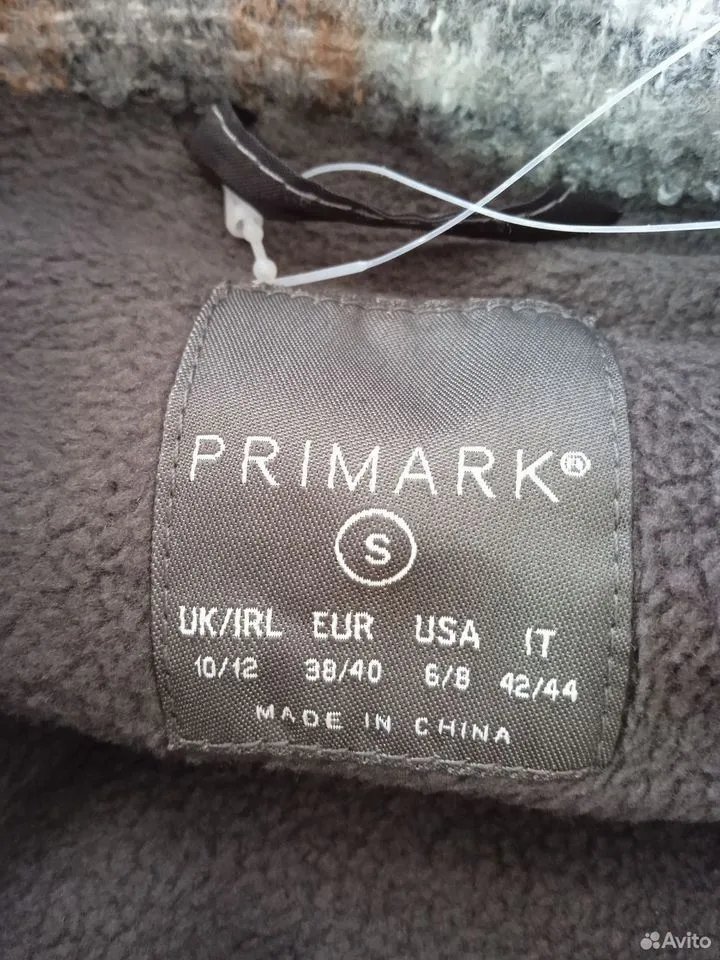 PRIMARK®
S
UK/IRL EUR USA IT
10/12 38/40 6/8 42/44
MADE IN CHINA
Avito